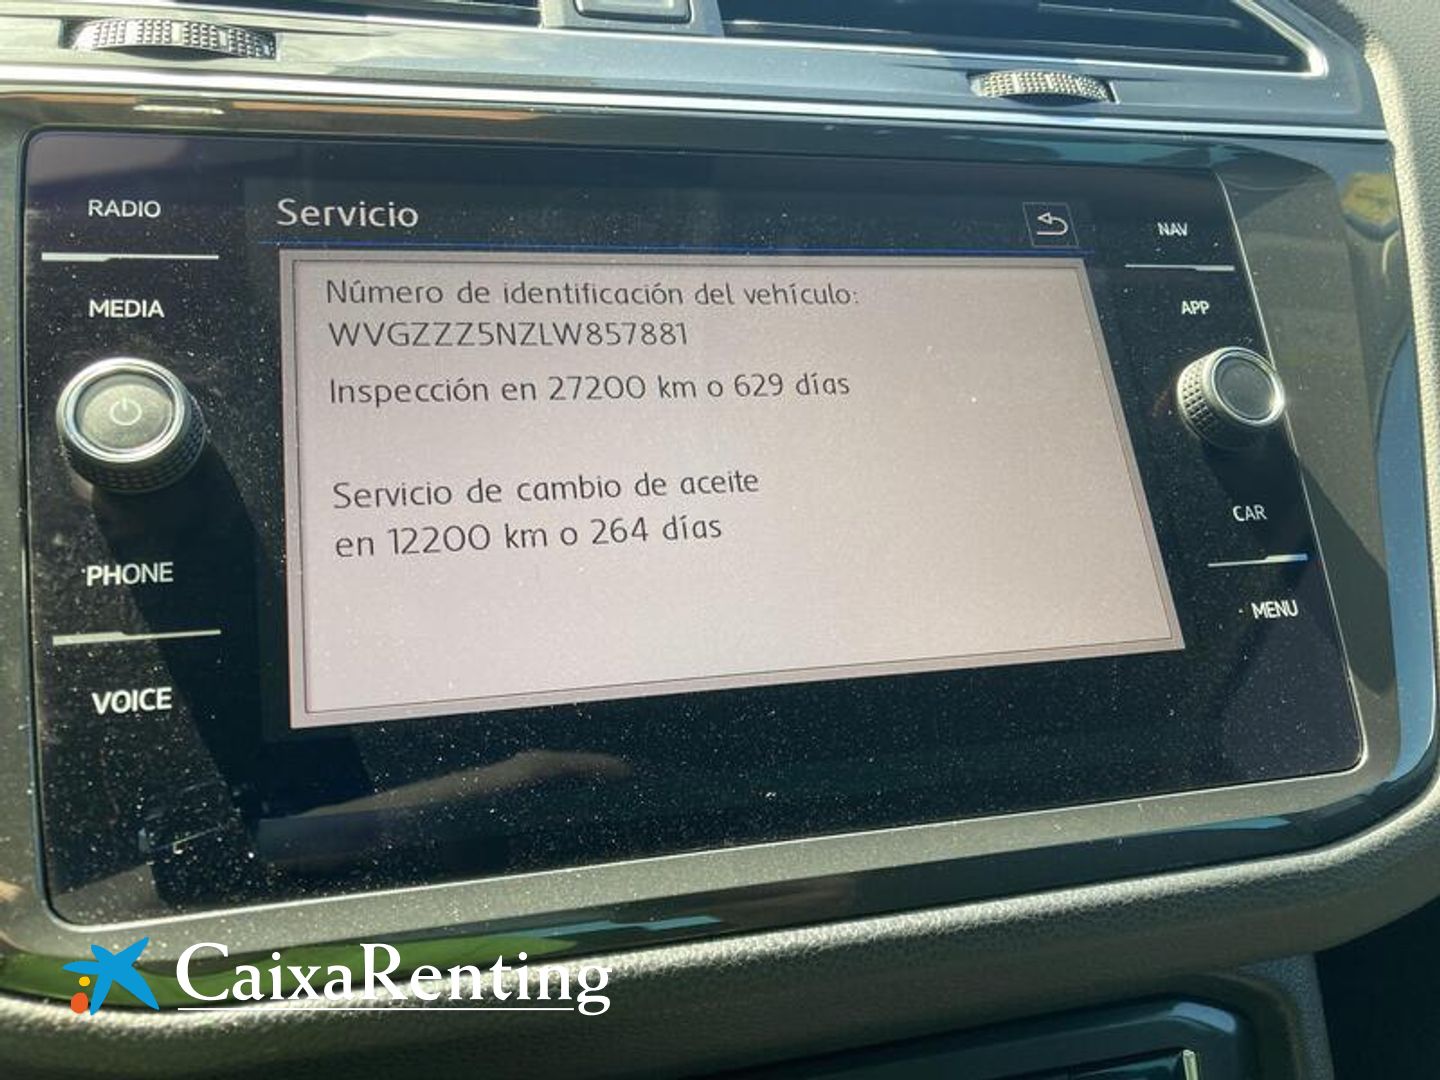 RADIO
MEDIA
PHONE
VOICE
Servicio
Número de identificación del vehículo:
WVGZZZ5NZLW857881
Inspección en 27200 km o 629 días
Servicio de cambio de aceite
en 12200 km o 264 días
NAV
APP
CAR
MENU
CaixaRenting